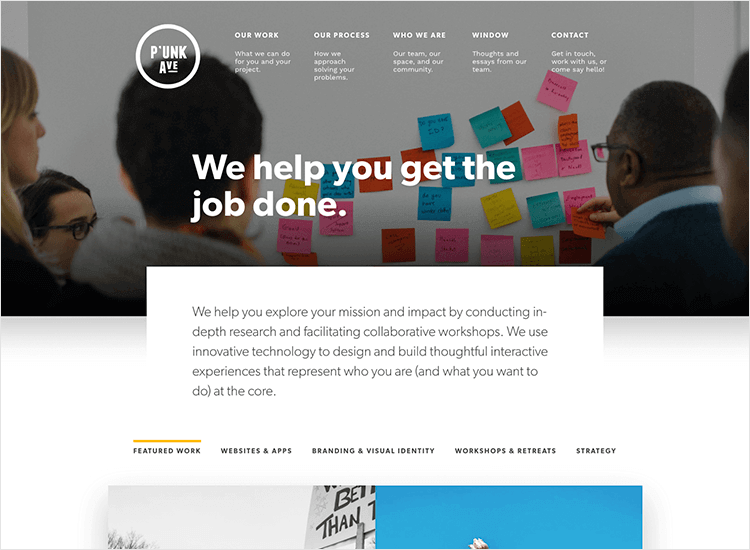 P'UNK
AVE
OUR WORK
What we can do
for you and your
project.
OUR PROCESS
How we
approach
solving your
problems.
WHO WE ARE
Our team, our
space, and our
community.
WINDOW
Thoughts and
essays from our
team.
CONTACT
Get in touch,
work with us, or
come say hello!
We help you get the
job done.
We help you explore your mission and impact by conducting in-
depth research and facilitating collaborative workshops. We use
innovative technology to design and build thoughtful interactive
experiences that represent who you are (and what you want to
do) at the core.
FEATURED WORK
WEBSITES & APPS
BRANDING & VISUAL IDENTITY
WORKSHOPS & RETREATS
STRATEGY
BET
THAN T